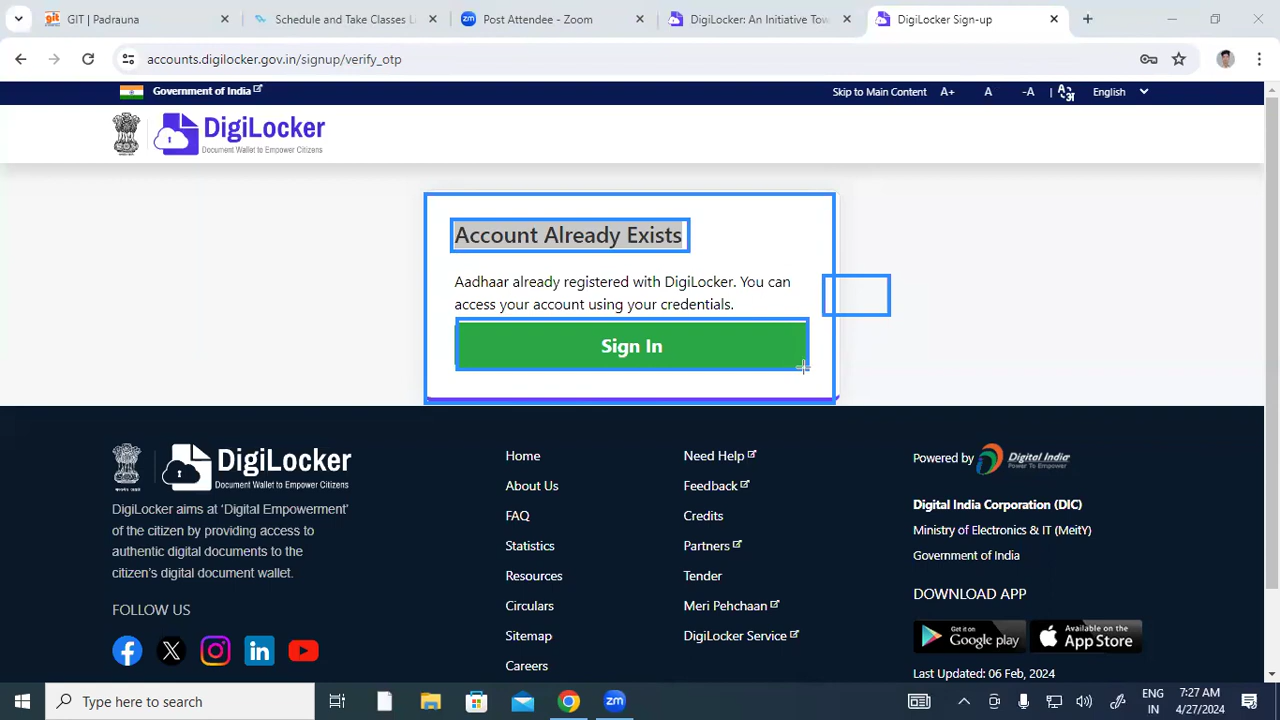 GIT | Padruna
Schedule and Take Classes Li
Post Attendee - Zoom
DigiLocker: An Initiative Tow
DigiLocker Sign-up
accounts.digilocker.gov.in/signup/verify_otp
Government of India
Skip to Main Content
A+
A
-A
English
DigiLocker
Document Wallet to Empower Citizens
Account Already Exists
Aadhaar already registered with DigiLocker. You can
access your account using your credentials.
Sign In
DigiLocker
Document Wallet to Empower Citizens
DigiLocker aims at ‘Digital Empowerment’
of the citizen by providing access to
authentic digital documents to the
citizen’s digital document wallet.
FOLLOW US
Home
About Us
FAQ
Statistics
Resources
Circulars
Sitemap
Careers
Need Help
Feedback
Credits
Partners
Tender
Meri Pehchaan
DigiLocker Service
Powered by
Digital India
Power To Empower
Digital India Corporation (DIC)
Ministry of Electronics & IT (MeitY)
Government of India
DOWNLOAD APP
Get it on
Google play
Available on the
App Store
Last Updated: 06 Feb, 2024
Type here to search
ENG
IN
7:27 AM
4/27/2024